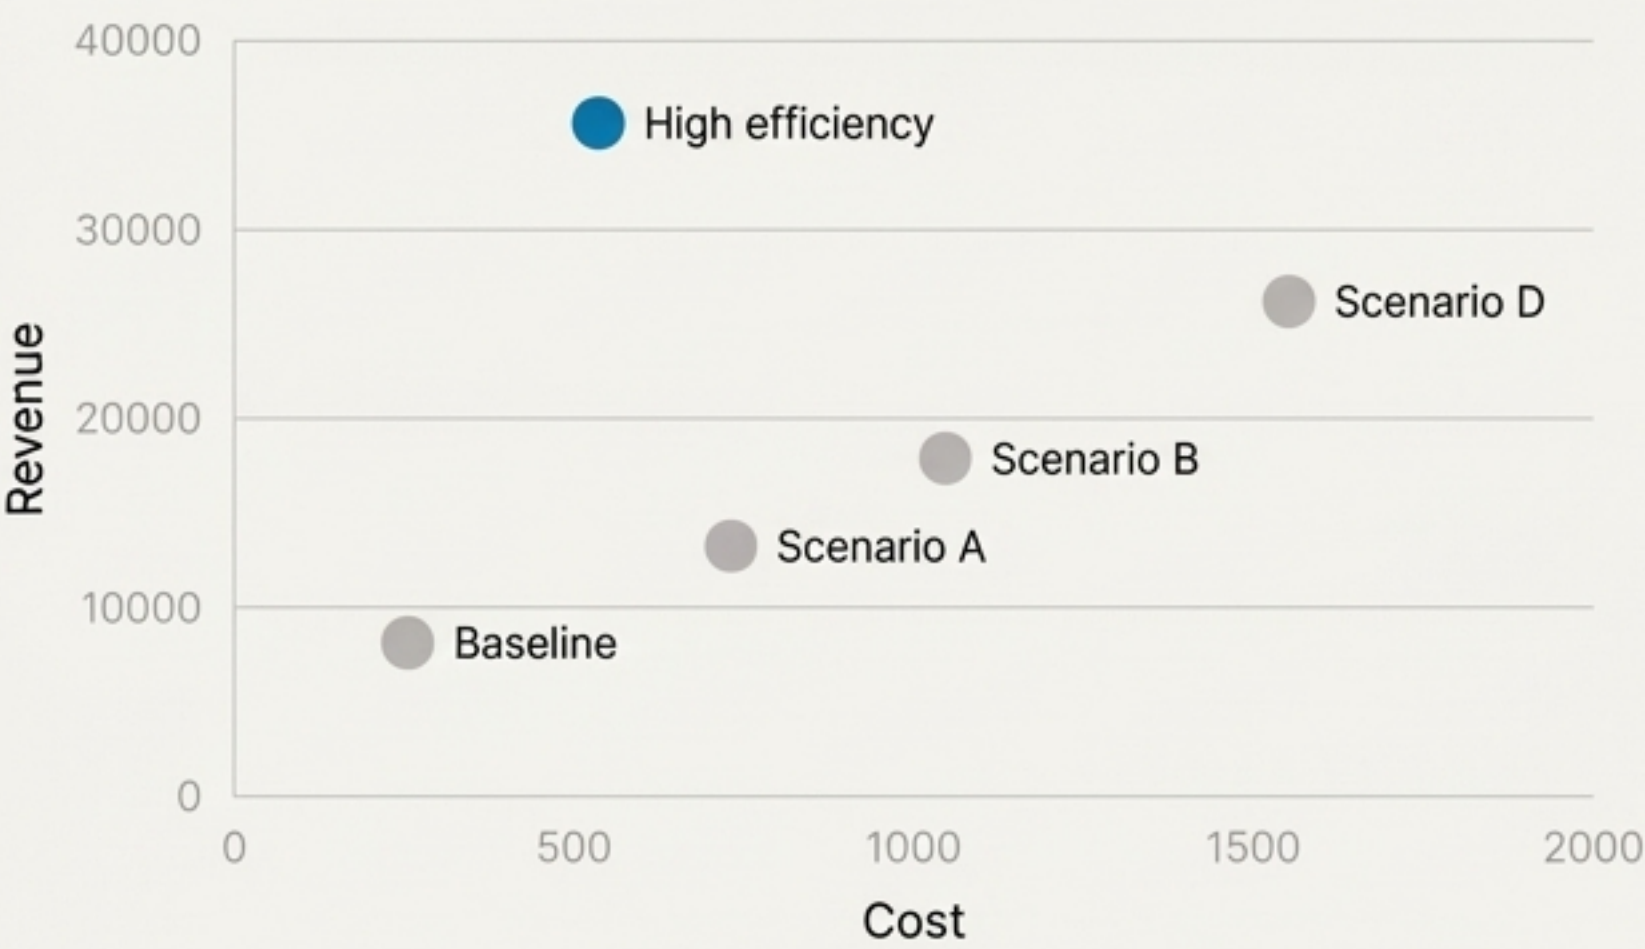 40000
High efficiency
30000
Scenario D
Revenue
20000
Scenario B
Scenario A
10000
Baseline
0
0 500 1000 1500 2000
Cost